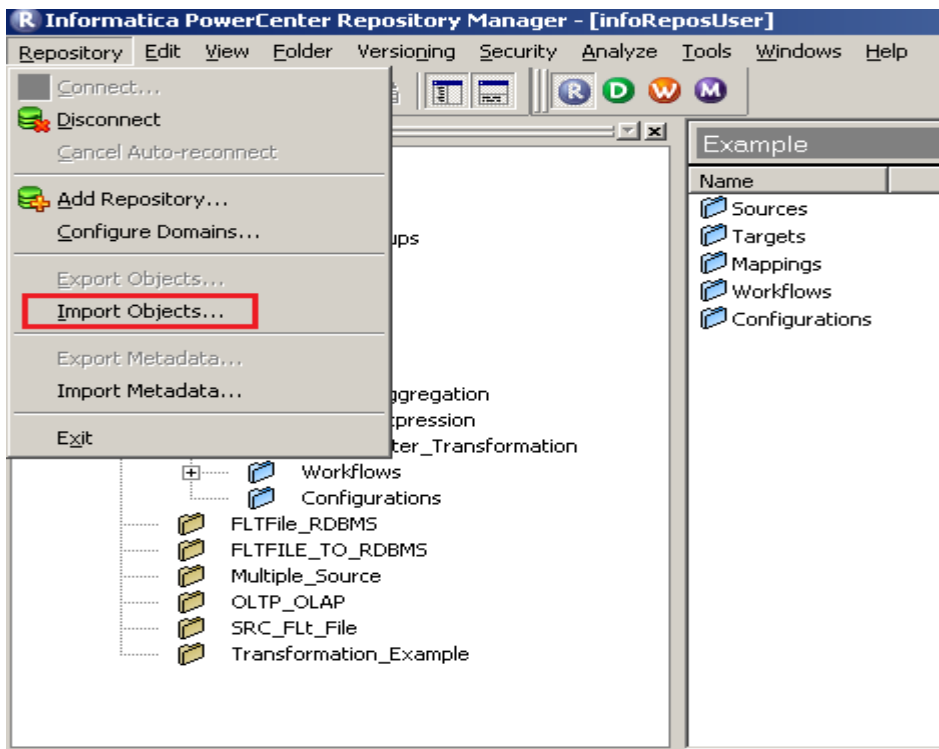 Informatica PowerCenter Repository Manager - [infoReposUser]
Repository Edit View Folder Versioning Security Analyze Tools Windows Help
Connect...
Disconnect
Cancel Auto-reconnect
Add Repository...
Configure Domains...
Export Objects...
Import Objects...
Export Metadata...
Import Metadata...
Exit
R D W M
ups
ggregation
pression
ter_Transformation
Workflows
Configurations
FLTFile_RDBMS
FLTFILE_TO_RDBMS
Multiple_Source
OLTP_OLAP
SRC_FLt_File
Transformation_Example
Example
Name
Sources
Targets
Mappings
Workflows
Configurations